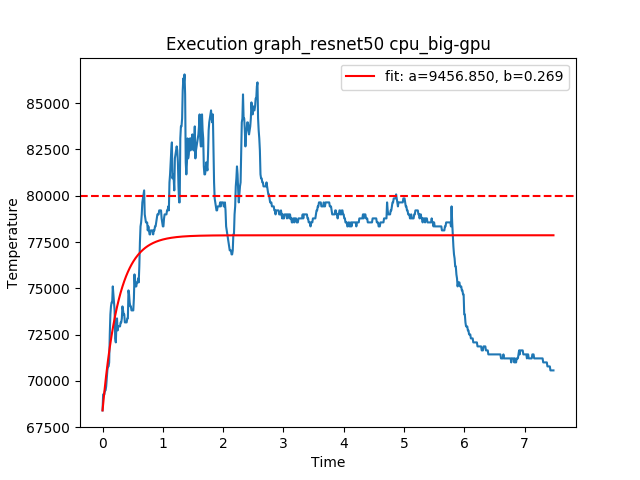 Execution graph_resnet50 cpu_big-gpu
fit: a=9456.850, b=0.269
85000
82500
80000
77500
75000
72500
70000
67500
Temperature
0 1 2 3 4 5 6 7
Time